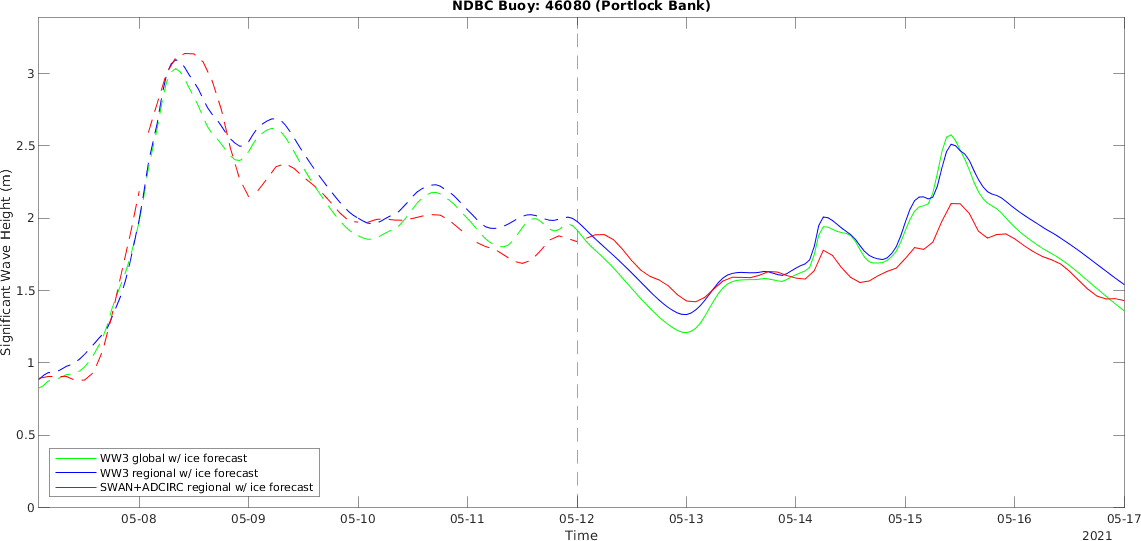 NDBC Buoy: 46080 (Portlock Bank)
Significant Wave Height (m)
3
2.5
2
1.5
1
0.5
0
WW3 global w/ ice forecast
WW3 regional w/ ice forecast
SWAN+ADCIRC regional w/ ice forecast
05-08 05-09 05-10 05-11 05-12 05-13 05-14 05-15 05-16 05-17
Time
2021